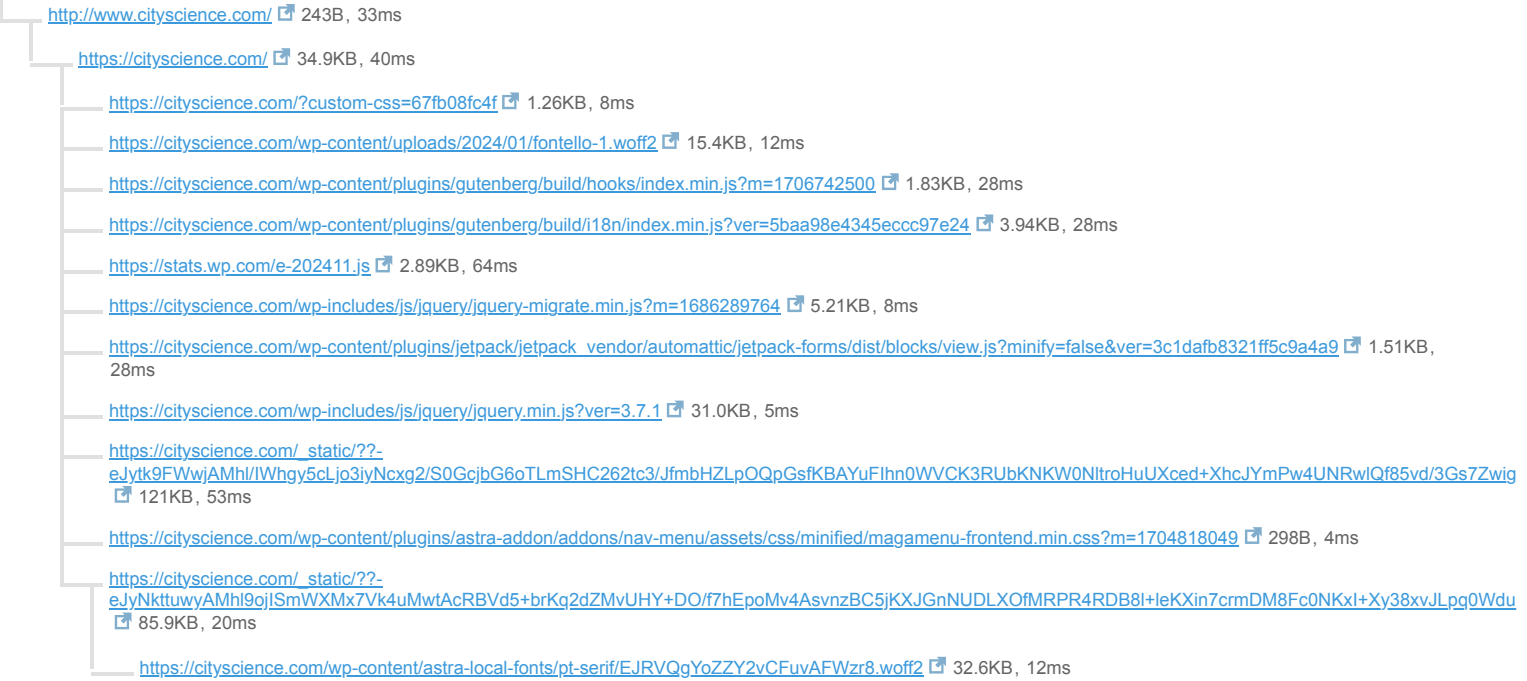 http://www.cityscience.com/ 243B, 33ms
https://cityscience.com/ 34.9KB, 40ms
https://cityscience.com/?custom-css=67fb08fc4f 1.26KB, 8ms
https://cityscience.com/wp-content/uploads/2024/01/fontello-1.woff2 15.4KB, 12ms
https://cityscience.com/wp-content/plugins/gutenberg/build/hooks/index.min.js?m=1706742500 1.83KB, 28ms
https://cityscience.com/wp-content/plugins/gutenberg/build/i18n/index.min.js?ver=5baa98e4345eccc97e24 3.94KB, 28ms
https://stats.wp.com/e-202411.js 2.89KB, 64ms
https://cityscience.com/wp-includes/js/jquery/jquery-migrate.min.js?m=1686289764 5.21KB, 8ms
https://cityscience.com/wp-content/plugins/jetpack/jetpack_vendor/automattic/jetpack-forms/dist/blocks/view.js?minify=false&ver=3c1dafb8321ff5c9a4a9 1.51KB,
28ms
https://cityscience.com/wp-includes/js/jquery/jquery.min.js?ver=3.7.1 31.0KB, 5ms
https://cityscience.com/_static/??-
eJytk9FWwjAMhl/IWhgy5cLjo3iyNcxg2/S0GcjbG6oTLmSHC262tc3/JfmbHZLpOQpGsfKBAYuFIhn0WVCK3RUbKNKW0NltroHuUXced+XhcJYmPw4UNRwlQf85vd/3Gs7Zwig
121KB, 53ms
https://cityscience.com/wp-content/plugins/astra-addon/addons/nav-menu/assets/css/minified/magamenu-frontend.min.css?m=1704818049 298B, 4ms
https://cityscience.com/_static/??-
eJyNkttuwyAMhl9ojISmWXMx7Vk4uMwtAcRBVd5+brKq2dZMvUHY+DO/f7hEpoMv4AsvnzBC5jKXJGnNUDLXOfMRPR4RDB8l+leKXin7crmDM8Fc0NKxI+Xy38xvJLpq0Wdu
85.9KB, 20ms
https://cityscience.com/wp-content/astra-local-fonts/pt-serif/EJRVQgYoZZY2vCFuvAFWzr8.woff2 32.6KB, 12ms